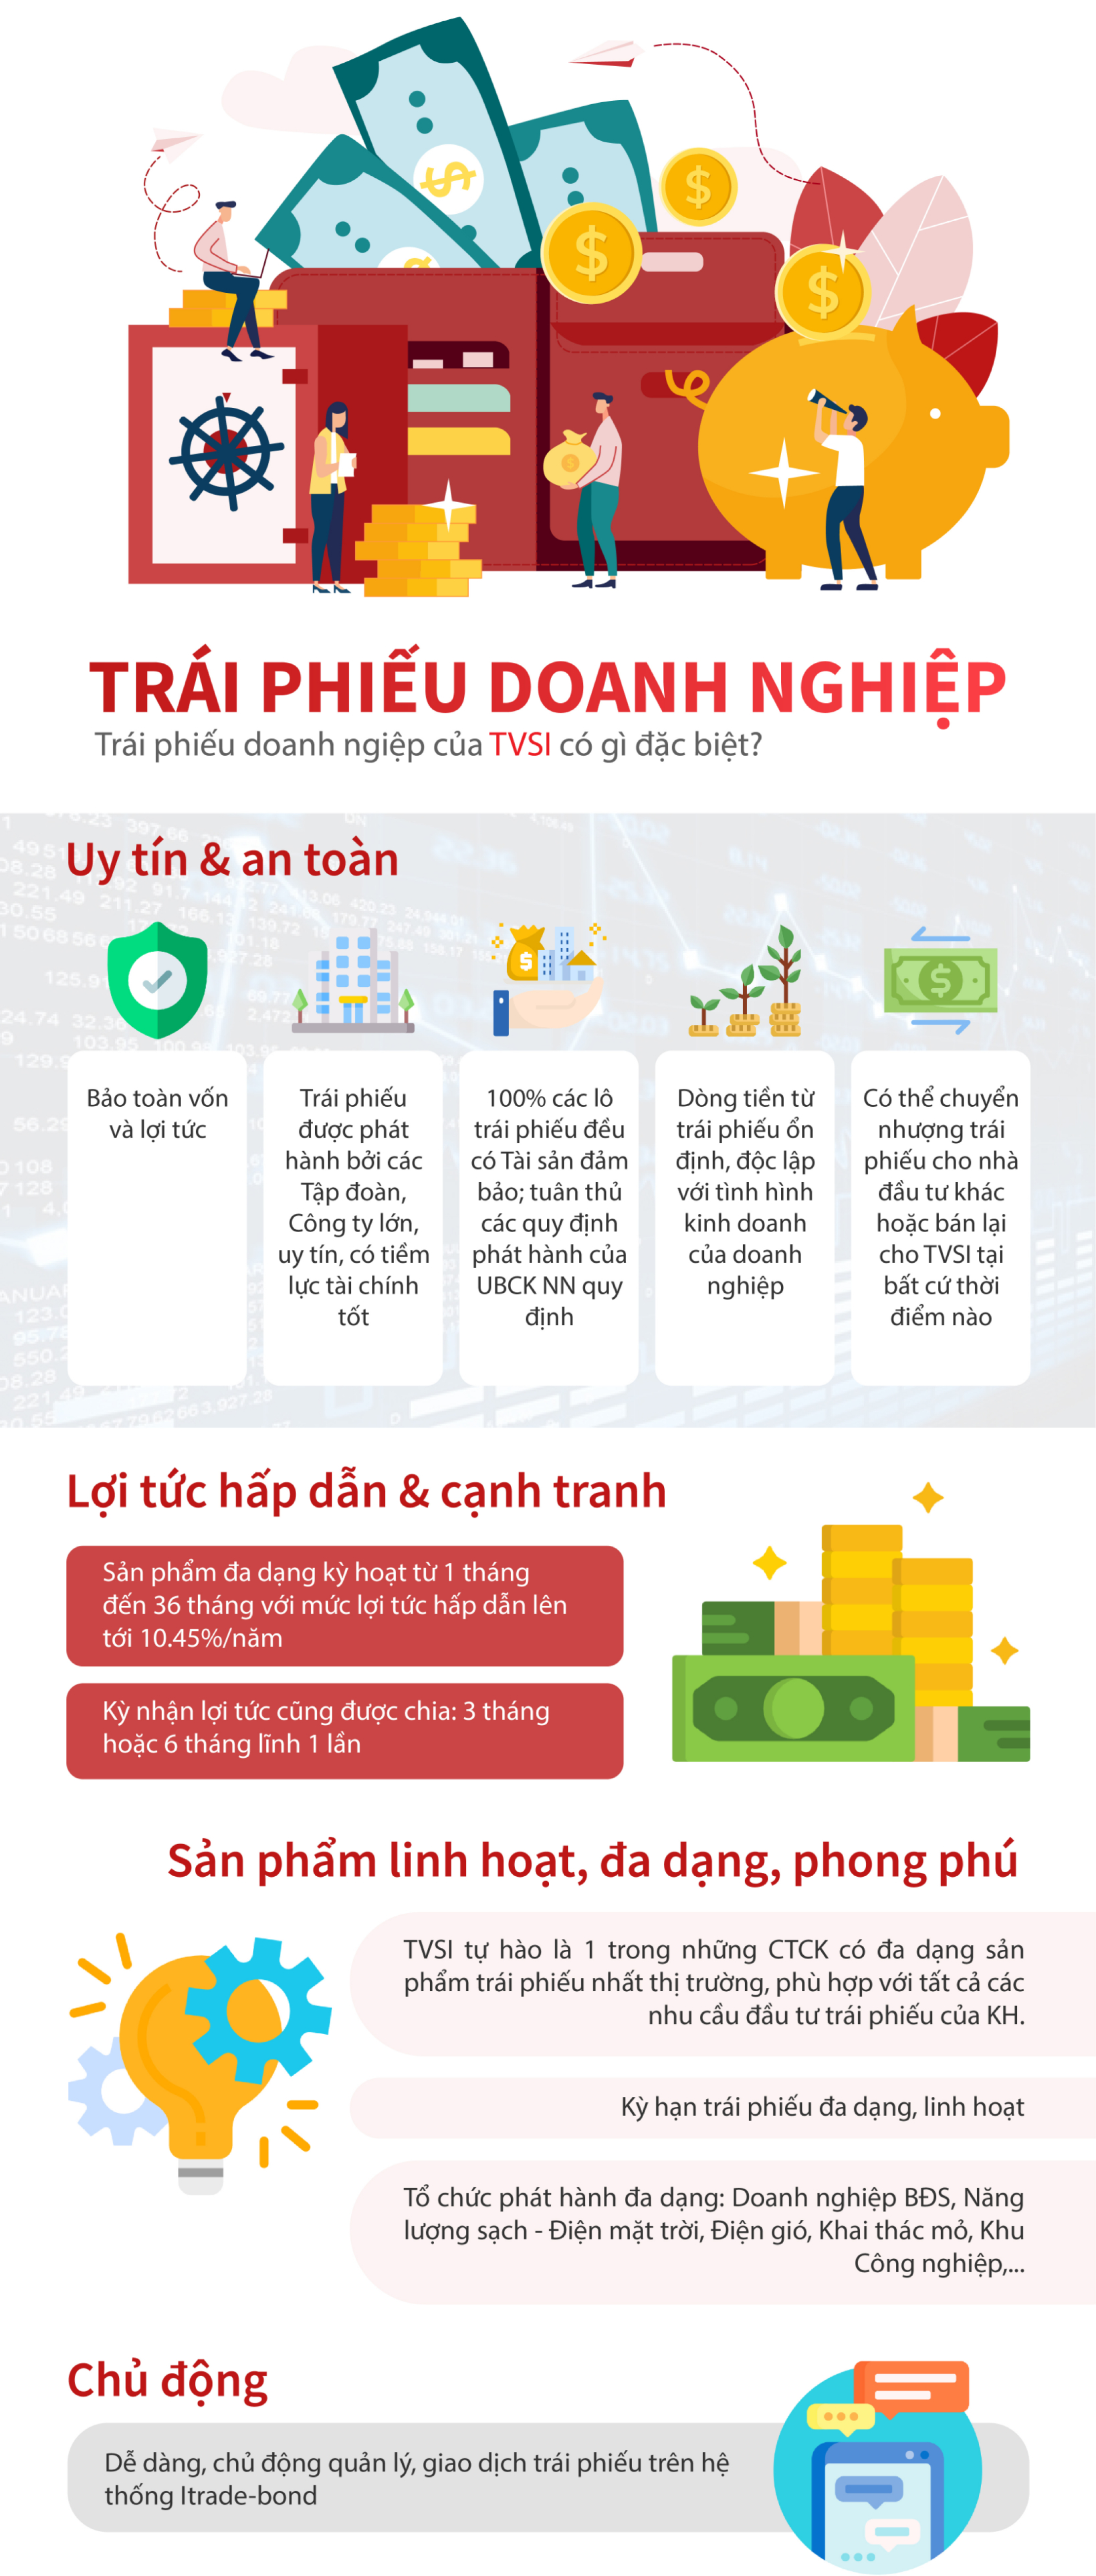 TRÁI PHIẾU DOANH NGHIỆP
Trái phiếu doanh ngiệp của TVSI có gì đặc biệt?
Uy tín & an toàn
Bảo toàn vốn
và lợi tức
Trái phiếu
được phát
hành bởi các
Tập đoàn,
Công ty lớn,
uy tín, có tiềm
lực tài chính
tốt
100% các lô
trái phiếu đều
có Tài sản đảm
bảo; tuân thủ
các quy định
phát hành của
UBCK NN quy
định
Dòng tiền từ
trái phiếu ổn
định, độc lập
với tình hình
kinh doanh
của doanh
nghiệp
Có thể chuyển
nhượng trái
phiếu cho nhà
đầu tư khác
hoặc bán lại
cho TVSI tại
bất cứ thời
điểm nào
Lợi tức hấp dẫn & cạnh tranh
Sản phẩm đa dạng kỳ hoạt từ 1 tháng
đến 36 tháng với mức lợi tức hấp dẫn lên
tới 10.45%/năm
Kỳ nhận lợi tức cũng được chia: 3 tháng
hoặc 6 tháng lĩnh 1 lần
Sản phẩm linh hoạt, đa dạng, phong phú
TVSI tự hào là 1 trong những CTCK có đa dạng sản
phẩm trái phiếu nhất thị trường, phù hợp với tất cả các
nhu cầu đầu tư trái phiếu của KH.
Kỳ hạn trái phiếu đa dạng, linh hoạt
Tổ chức phát hành đa dạng: Doanh nghiệp BĐS, Năng
lượng sạch - Điện mặt trời, Điện gió, Khai thác mỏ, Khu
Công nghiệp,...
Chủ động
Dễ dàng, chủ động quản lý, giao dịch trái phiếu trên hệ
thống Itrade-bond